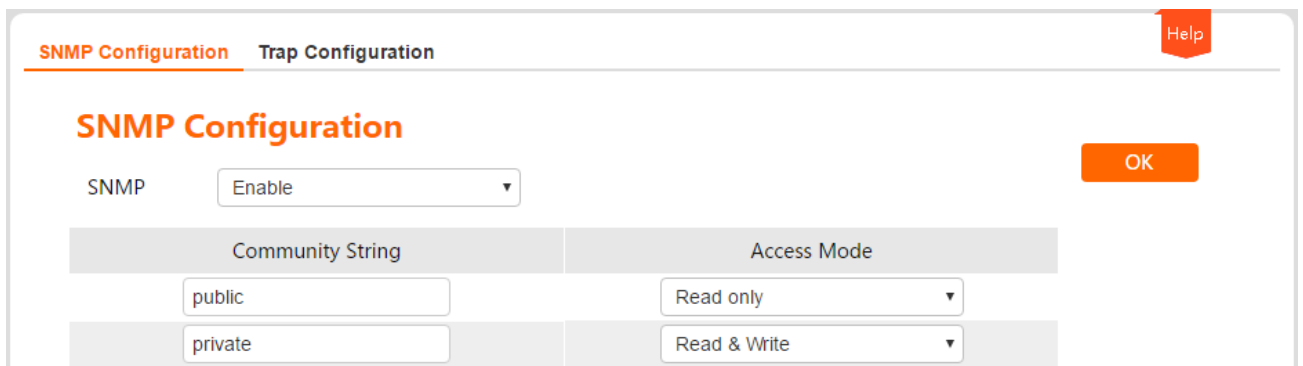 Help
SNMP Configuration Trap Configuration
SNMP Configuration
OK
SNMP Enable
Community String Access Mode
public Read only
private Read & Write